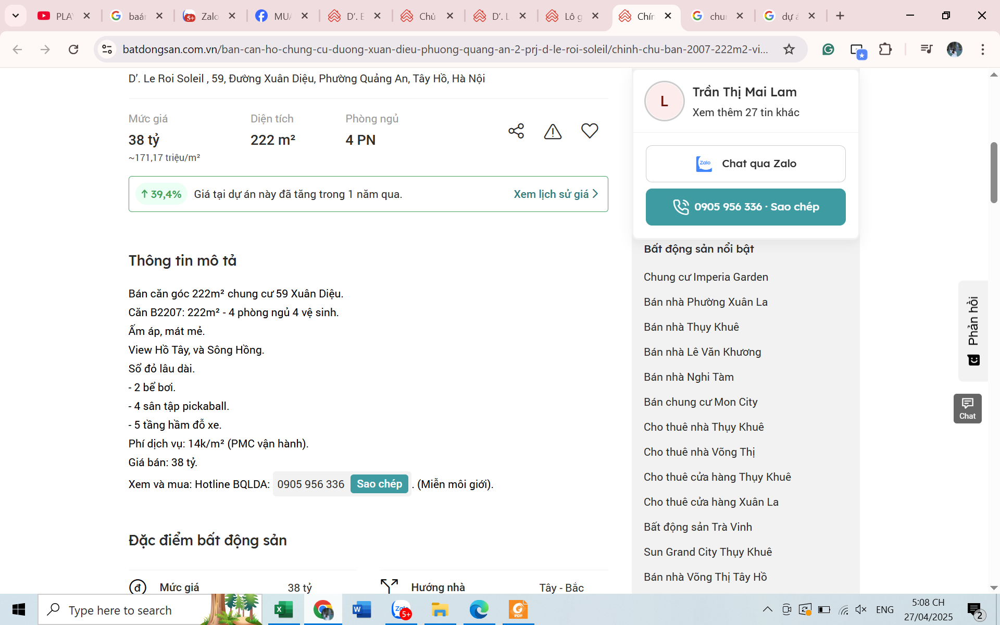 PLA
baár
Zalo
MUA
D'. E
Chủ
D'. L
Lô g
Chín
chur
dự á
batdongsan.com.vn/ban-can-ho-chung-cu-duong-xuan-dieu-phuong-quang-an-2-prj-d-le-roi-soleil/chinh-chu-ban-2007-222m2-vi...
D'. Le Roi Soleil , 59, Đường Xuân Diệu, Phường Quảng An, Tây Hồ, Hà Nội
Mức giá
Diện tích
Phòng ngủ
38 tỷ
222 m²
4 PN
~171,17 triệu/m²
39,4%
Giá tại dự án này đã tăng trong 1 năm qua.
Xem lịch sử giá
Thông tin mô tả
Bán căn góc 222m² chung cư 59 Xuân Diệu.
Căn B2207: 222m² - 4 phòng ngủ 4 vệ sinh.
Ấm áp, mát mẻ.
View Hồ Tây, và Sông Hồng.
Sổ đỏ lâu dài.
- 2 bể bơi.
- 4 sân tập pickaball.
- 5 tầng hầm đỗ xe.
Phí dịch vụ: 14k/m² (PMC vận hành).
Giá bán: 38 tỷ.
Xem và mua: Hotline BQLDA: 0905 956 336 Sao chép . (Miễn môi giới).
Đặc điểm bất động sản
Mức giá
38 tỷ
Hướng nhà
Tây - Bắc
L
Trần Thị Mai Lam
Xem thêm 27 tin khác
Zalo
Chat qua Zalo
0905 956 336 · Sao chép
Bất động sản nổi bật
Chung cư Imperia Garden
Bán nhà Phường Xuân La
Bán nhà Thụy Khuê
Bán nhà Lê Văn Khương
Bán nhà Nghi Tàm
Bán chung cư Mon City
Cho thuê nhà Thụy Khuê
Cho thuê nhà Võng Thị
Cho thuê cửa hàng Thụy Khuê
Cho thuê cửa hàng Xuân La
Bất động sản Trà Vinh
Sun Grand City Thụy Khuê
Bán nhà Võng Thị Tây Hồ
Phản hồi
Chat
Type here to search
5+
ENG
5:08 CH
27/04/2025
2